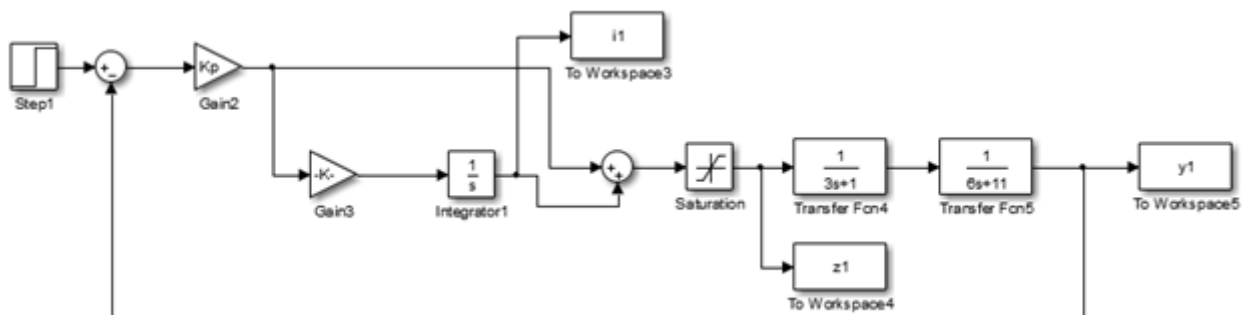 i1
To Workspace3
+
−
Step1
Kp
Gain2
-K-
Gain3
1
s
Integrator1
+
+
Saturation
1
3s+1
Transfer Fcn4
1
6s+11
Transfer Fcn5
y1
To Workspace5
z1
To Workspace4